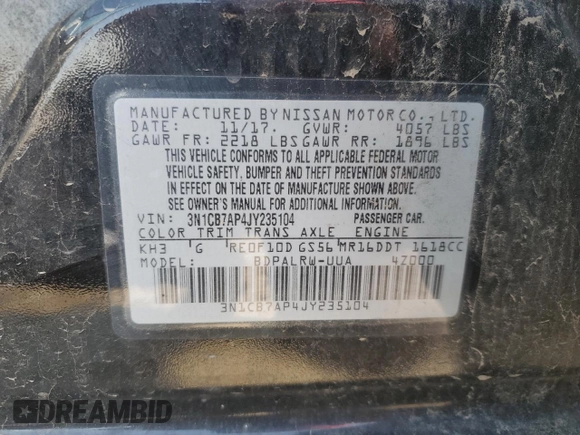 MANUFACTURED BY NISSAN MOTOR CO., LTD.
DATE: 11/17. GVWR: 4057 LBS
GAWR FR: 2218 LBS GAWR RR: 1896 LBS
THIS VEHICLE CONFORMS TO ALL APPLICABLE FEDERAL MOTOR
VEHICLE SAFETY, BUMPER AND THEFT PREVENTION STANDARDS
IN EFFECT ON THE DATE OF MANUFACTURE SHOWN ABOVE.
SEE OWNER'S MANUAL FOR ADDITIONAL INFORMATION.
VIN: 3N1CB7AP4JY235104 PASSENGER CAR.
COLOR TRIM TRANS AXLE ENGINE
KH3 G RE0F10D GS56 MR16DDT 1618CC
MODEL: BDPALRW-UUA 4Z000
3N1CB7AP4JY235104
DREAMBID